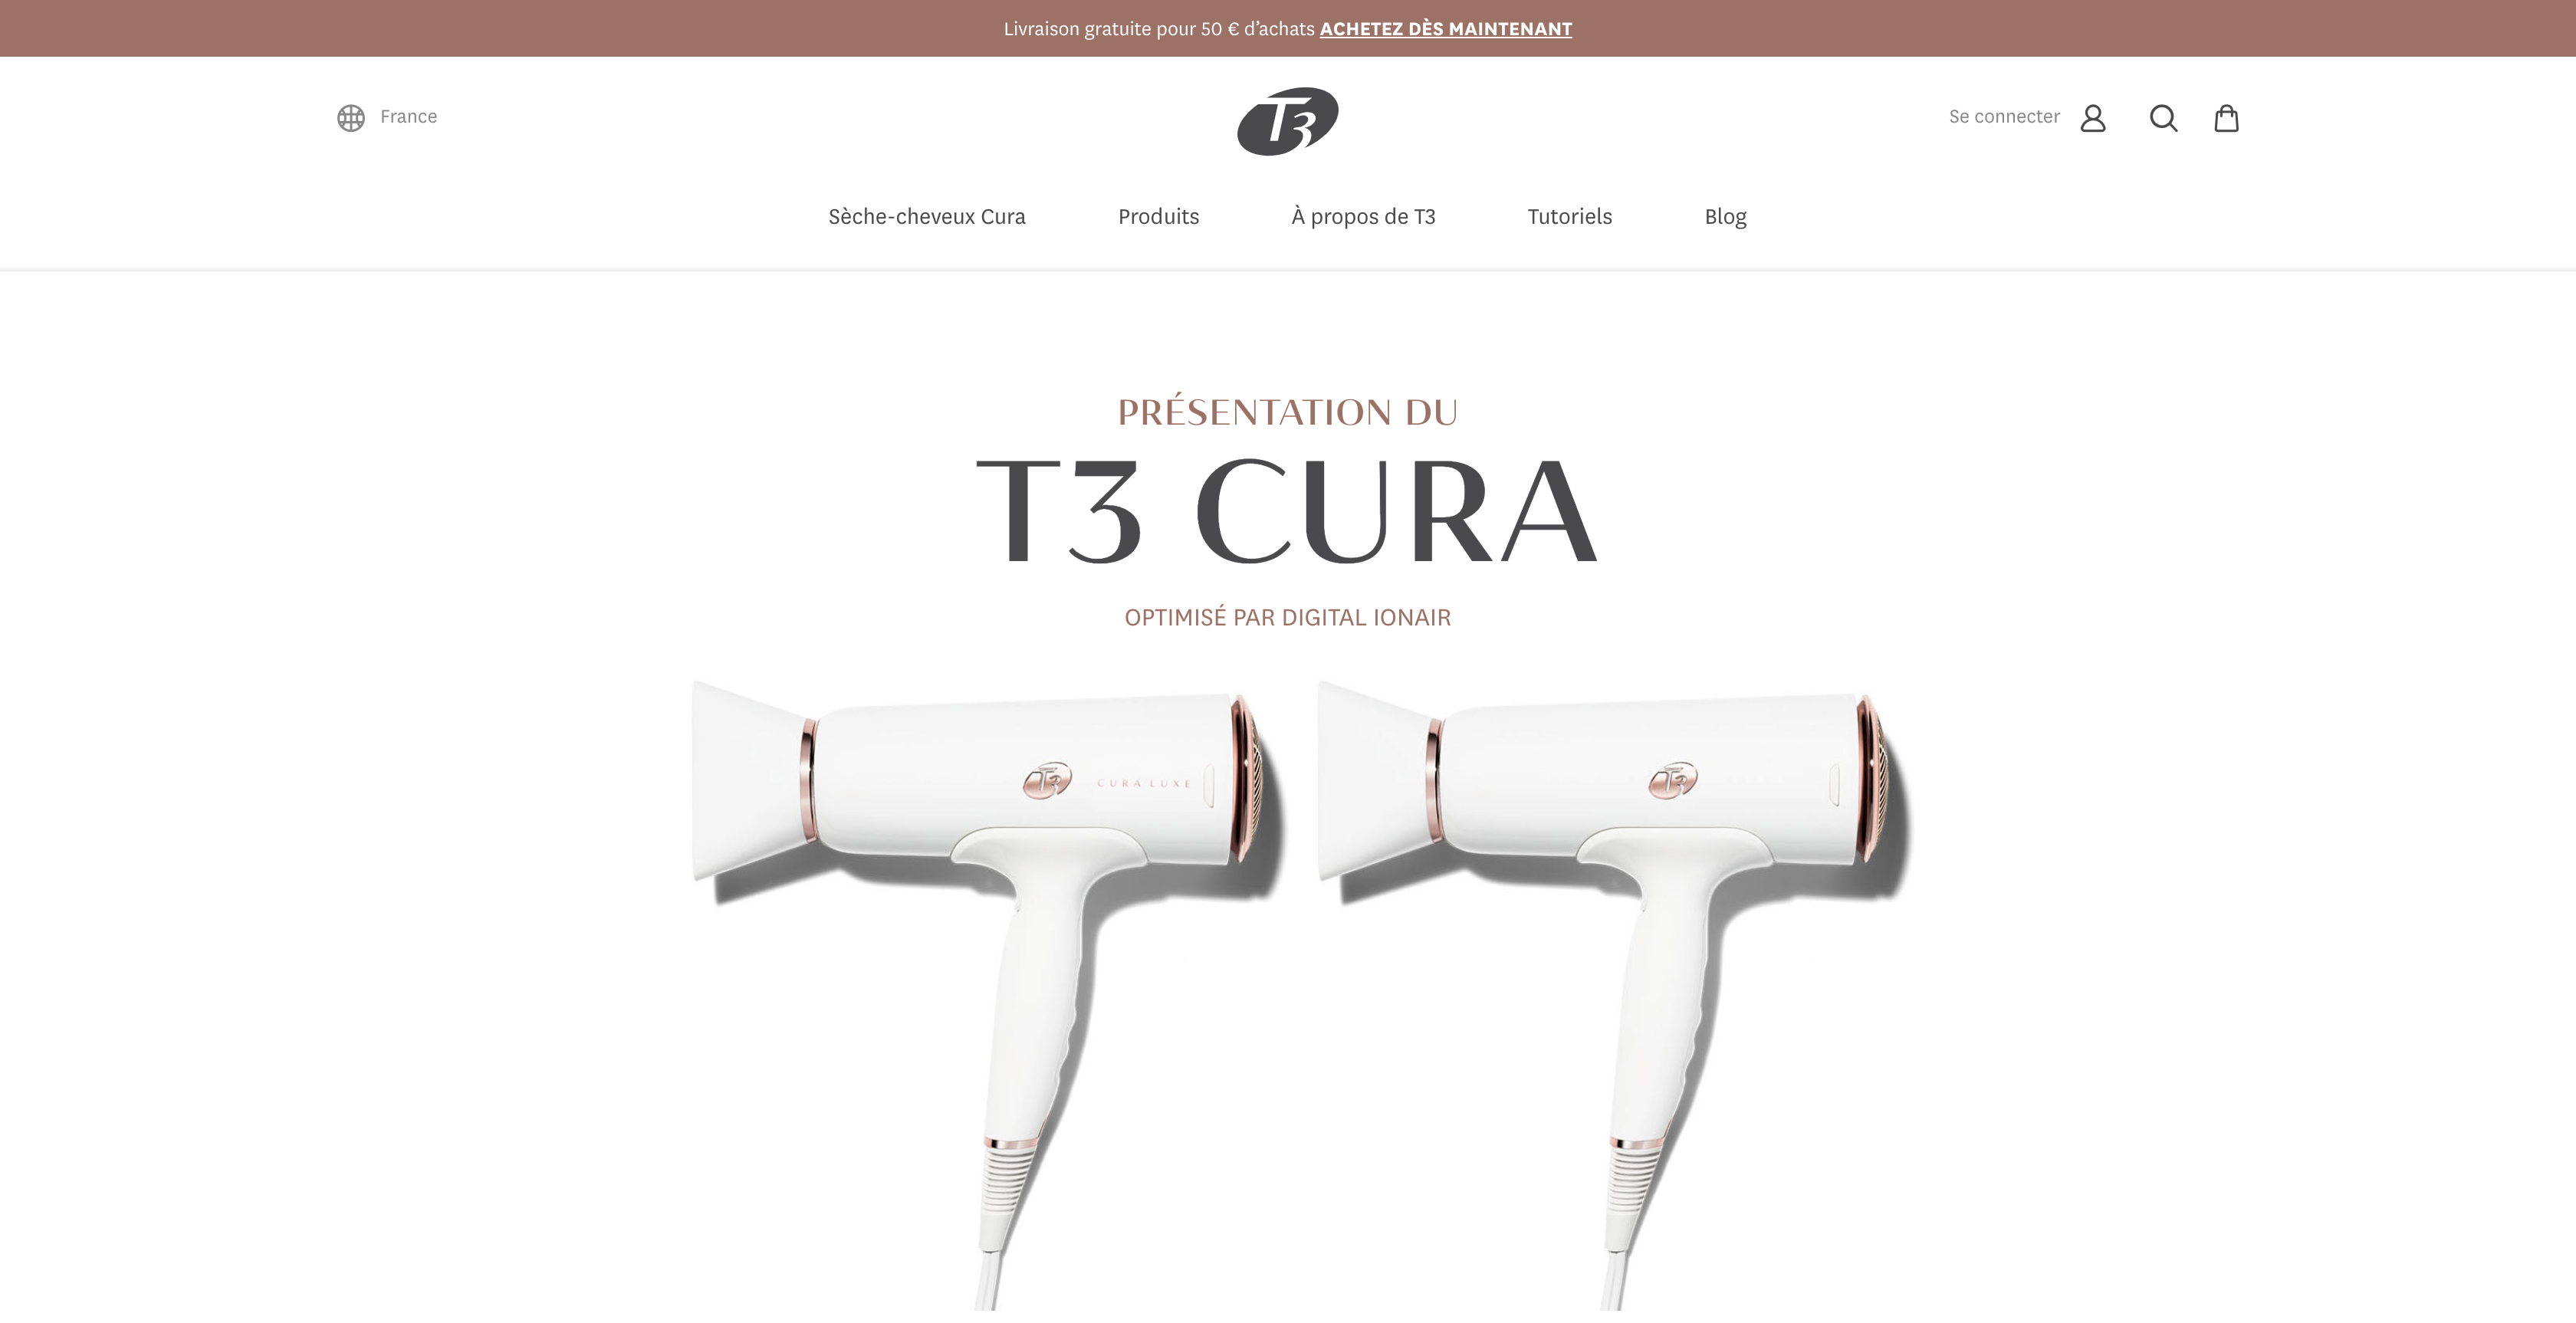 Livraison gratuite pour 50 € d’achats ACHETEZ DÈS MAINTENANT
France
T3
Se connecter
Sèche-cheveux Cura
Produits
À propos de T3
Tutoriels
Blog
PRÉSENTATION DU
T3 CURA
OPTIMISÉ PAR DIGITAL IONAIR
T3 CURA LUXE
T3